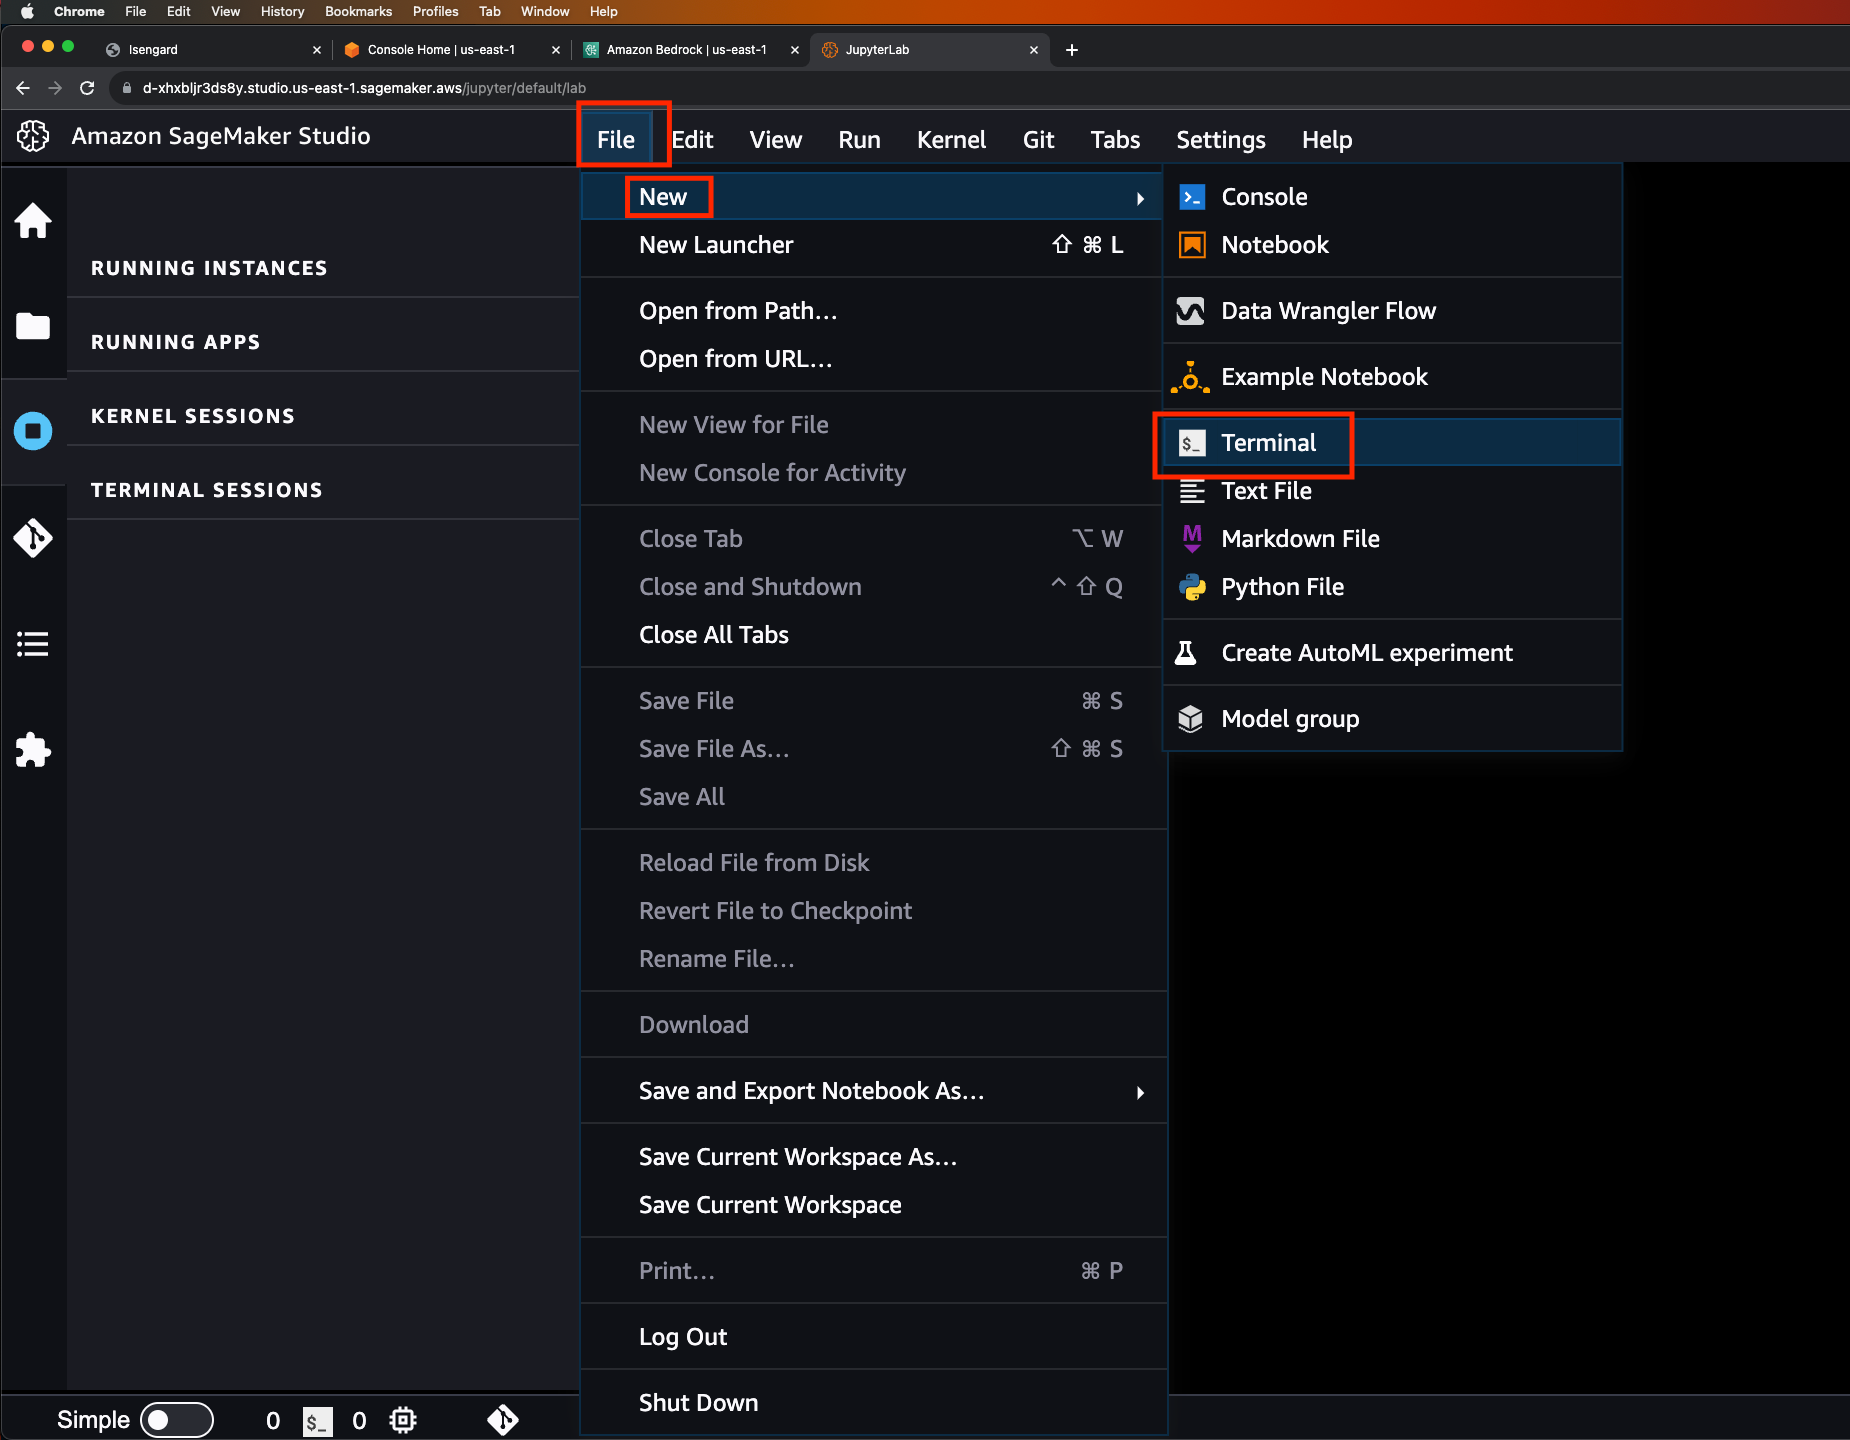 Chrome File Edit View History Bookmarks Profiles Tab Window Help
Isengard
Console Home | us-east-1
Amazon Bedrock | us-east-1
JupyterLab
d-xhxbljr3ds8y.studio.us-east-1.sagemaker.aws/jupyter/default/lab
Amazon SageMaker Studio
File Edit View Run Kernel Git Tabs Settings Help
RUNNING INSTANCES
RUNNING APPS
KERNEL SESSIONS
TERMINAL SESSIONS
New
New Launcher ⇧ ⌘ L
Open from Path…
Open from URL…
New View for File
New Console for Activity
Close Tab ⌥ W
Close and Shutdown ^ ⇧ Q
Close All Tabs
Save File ⌘ S
Save File As… ⇧ ⌘ S
Save All
Reload File from Disk
Revert File to Checkpoint
Rename File…
Download
Save and Export Notebook As…
Save Current Workspace As…
Save Current Workspace
Print… ⌘ P
Log Out
Shut Down
Console
Notebook
Data Wrangler Flow
Example Notebook
$_ Terminal
Text File
M Markdown File
Python File
Create AutoML experiment
Model group
Simple 0 $_ 0